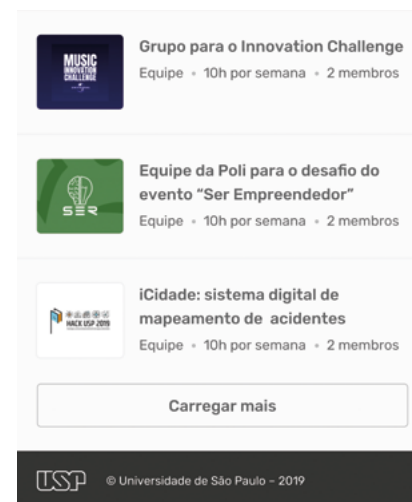 MUSIC
INNOVATION
CHALLENGE
Grupo para o Innovation Challenge
Equipe • 10h por semana • 2 membros
SER
Equipe da Poli para o desafio do
evento “Ser Empreendedor”
Equipe • 10h por semana • 2 membros
HACK USP 2019
iCidade: sistema digital de
mapeamento de acidentes
Equipe • 10h por semana • 2 membros
Carregar mais
USP
© Universidade de São Paulo – 2019